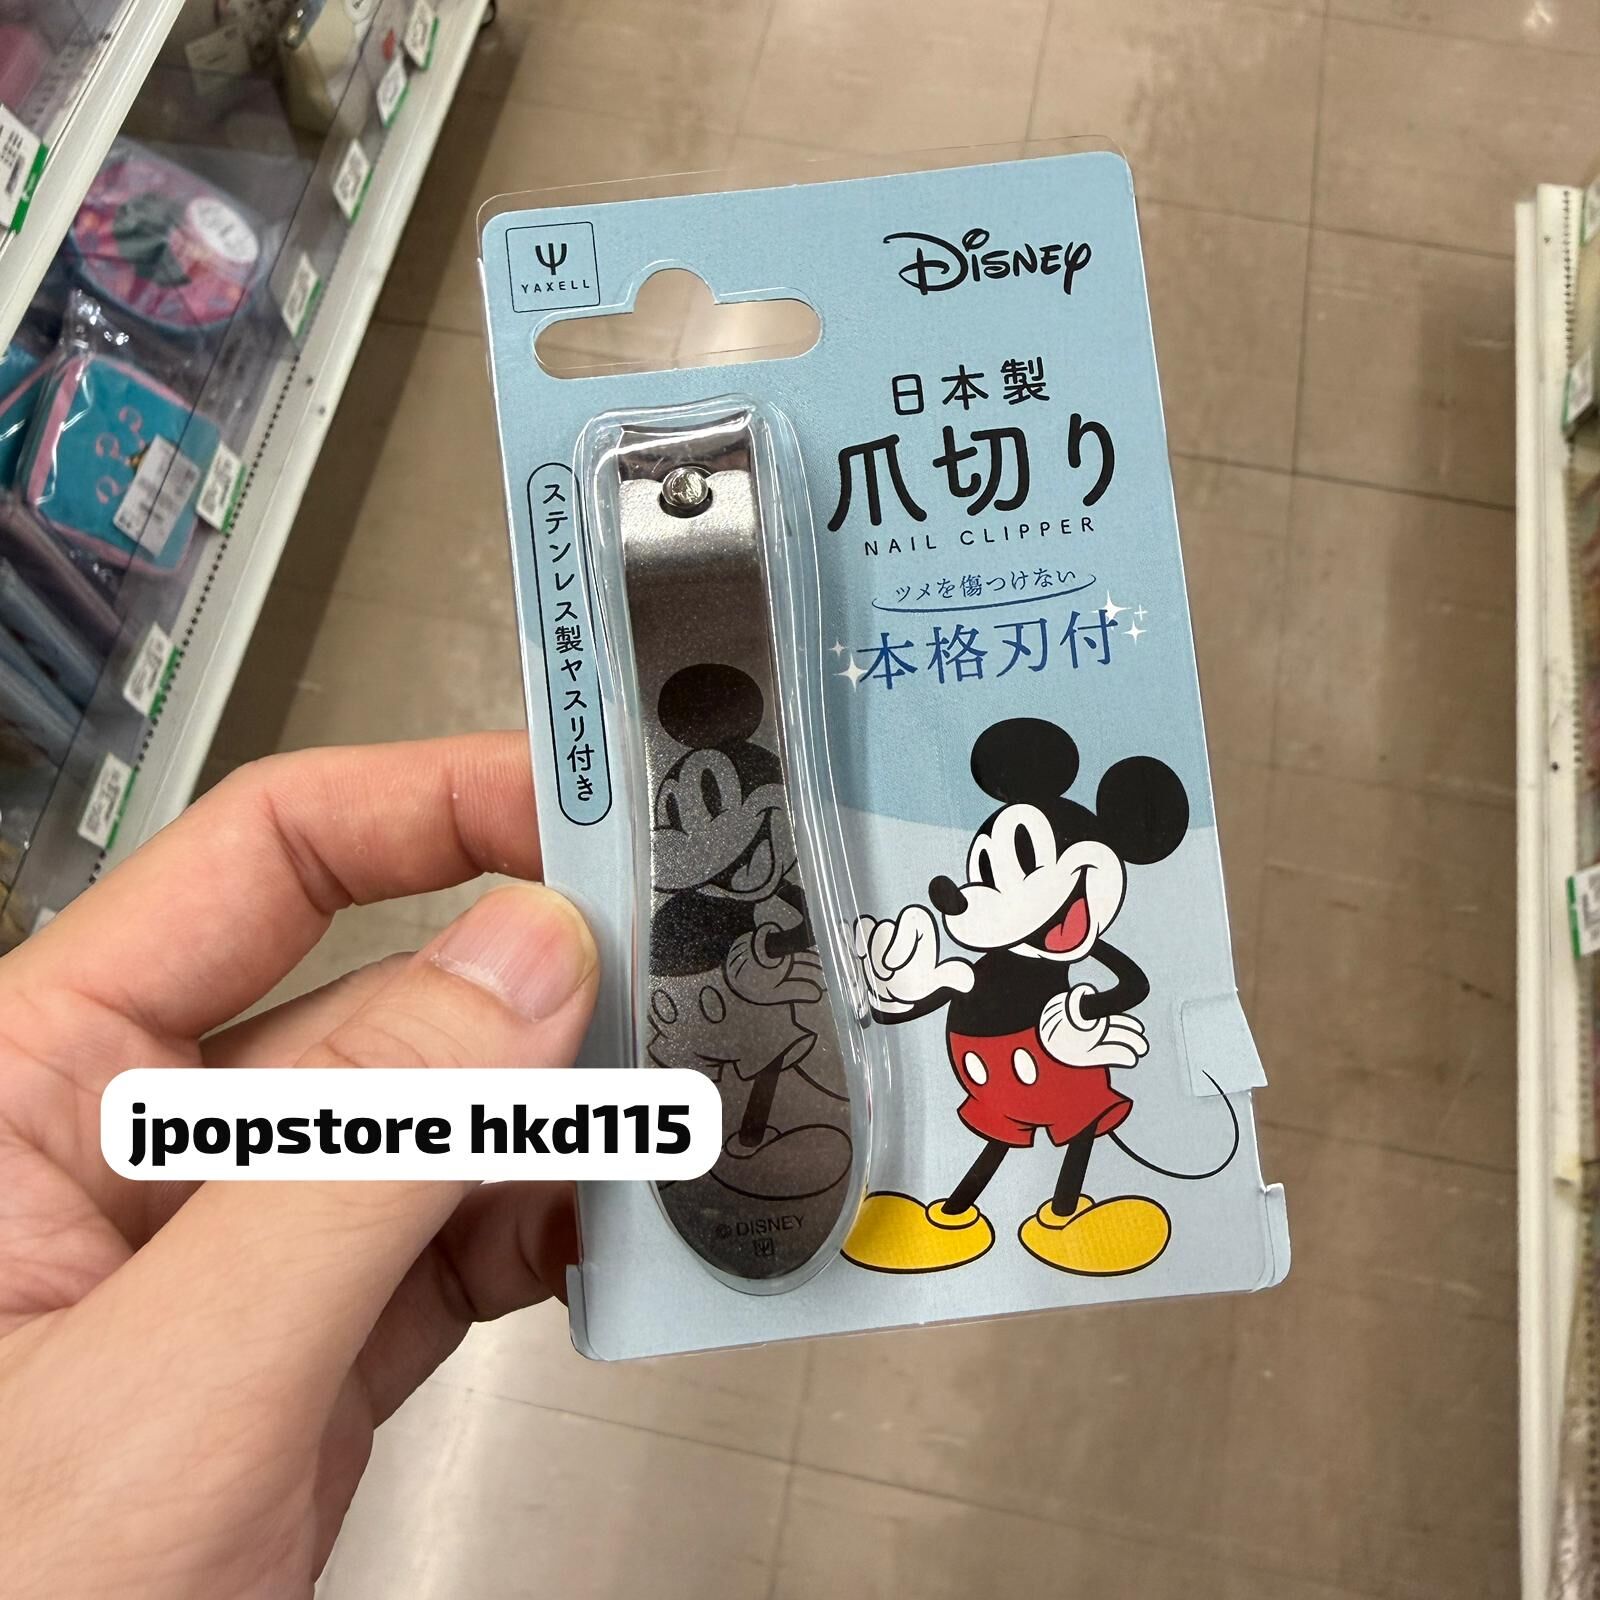 YAXELL
DISNEY
日本製
爪切り
NAIL CLIPPER
ツメを傷つけない
本格刃付
ステンレス製ヤスリ付き
jpopstore hkd115
© DISNEY